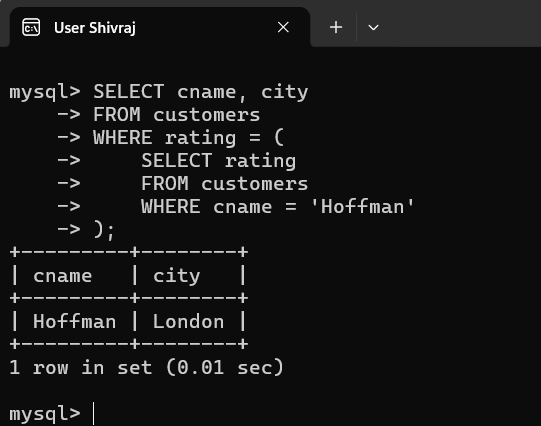 User Shivraj
mysql> SELECT cname, city
    -> FROM customers
    -> WHERE rating = (
    ->     SELECT rating
    ->     FROM customers
    ->     WHERE cname = 'Hoffman'
    -> );
+---------+--------+
| cname   | city   |
+---------+--------+
| Hoffman | London |
+---------+--------+
1 row in set (0.01 sec)
mysql>